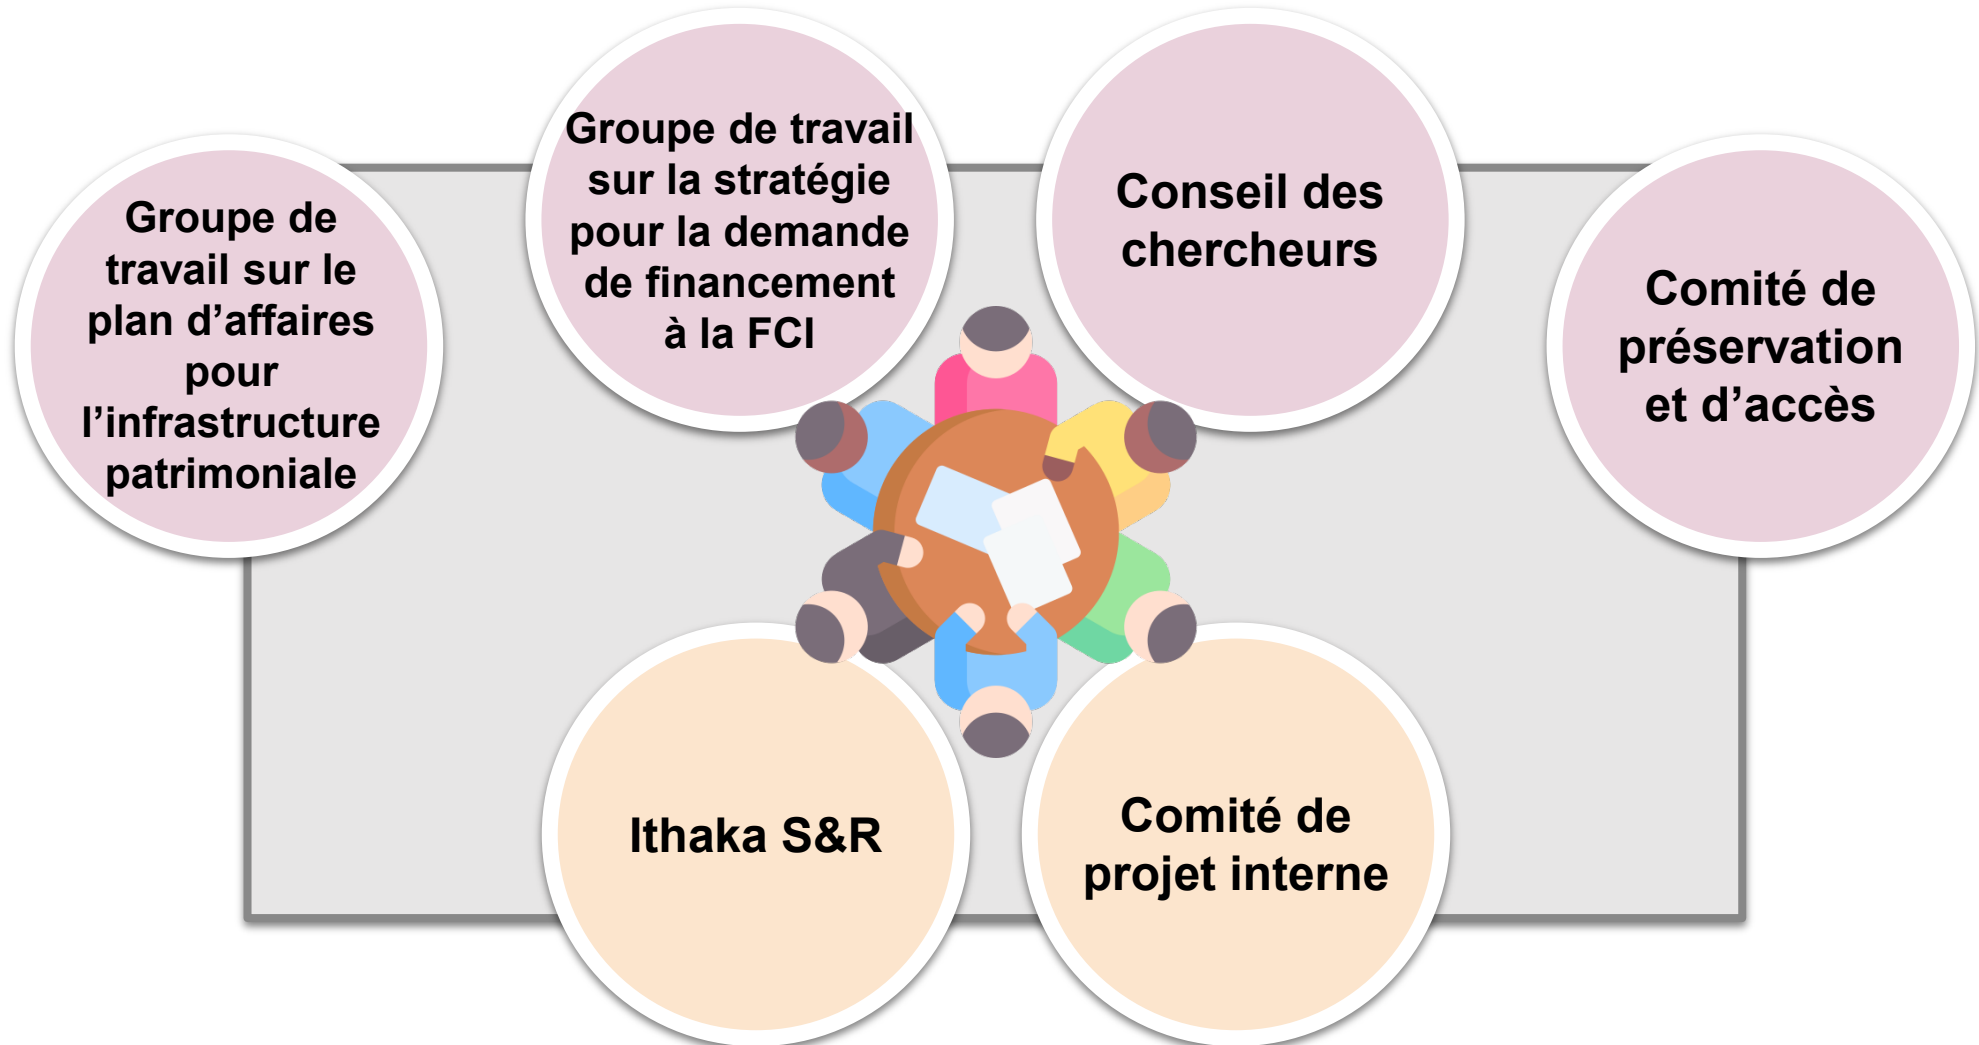 Groupe de
travail sur le
plan d’affaires
pour
l’infrastructure
patrimoniale
Groupe de travail
sur la stratégie
pour la demande
de financement
à la FCI
Conseil des
chercheurs
Comité de
préservation
et d’accès
Ithaka S&R
Comité de
projet interne